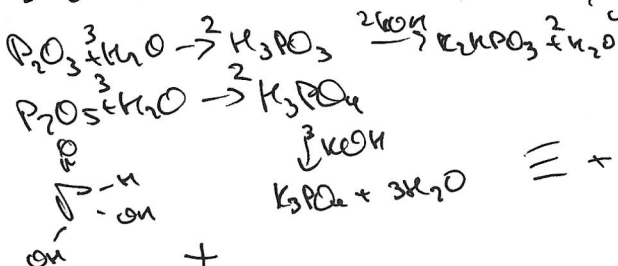 P₂O₃ + 3H₂O → 2H₃PO₃ —2KOH→ K₂HPO₃ + 2H₂O
P₂O₅ + 3H₂O → 2H₃PO₄
O
↓ 3KOH
P - H
- OH
K₃PO₄ + 3H₂O
≡ +
OH
+